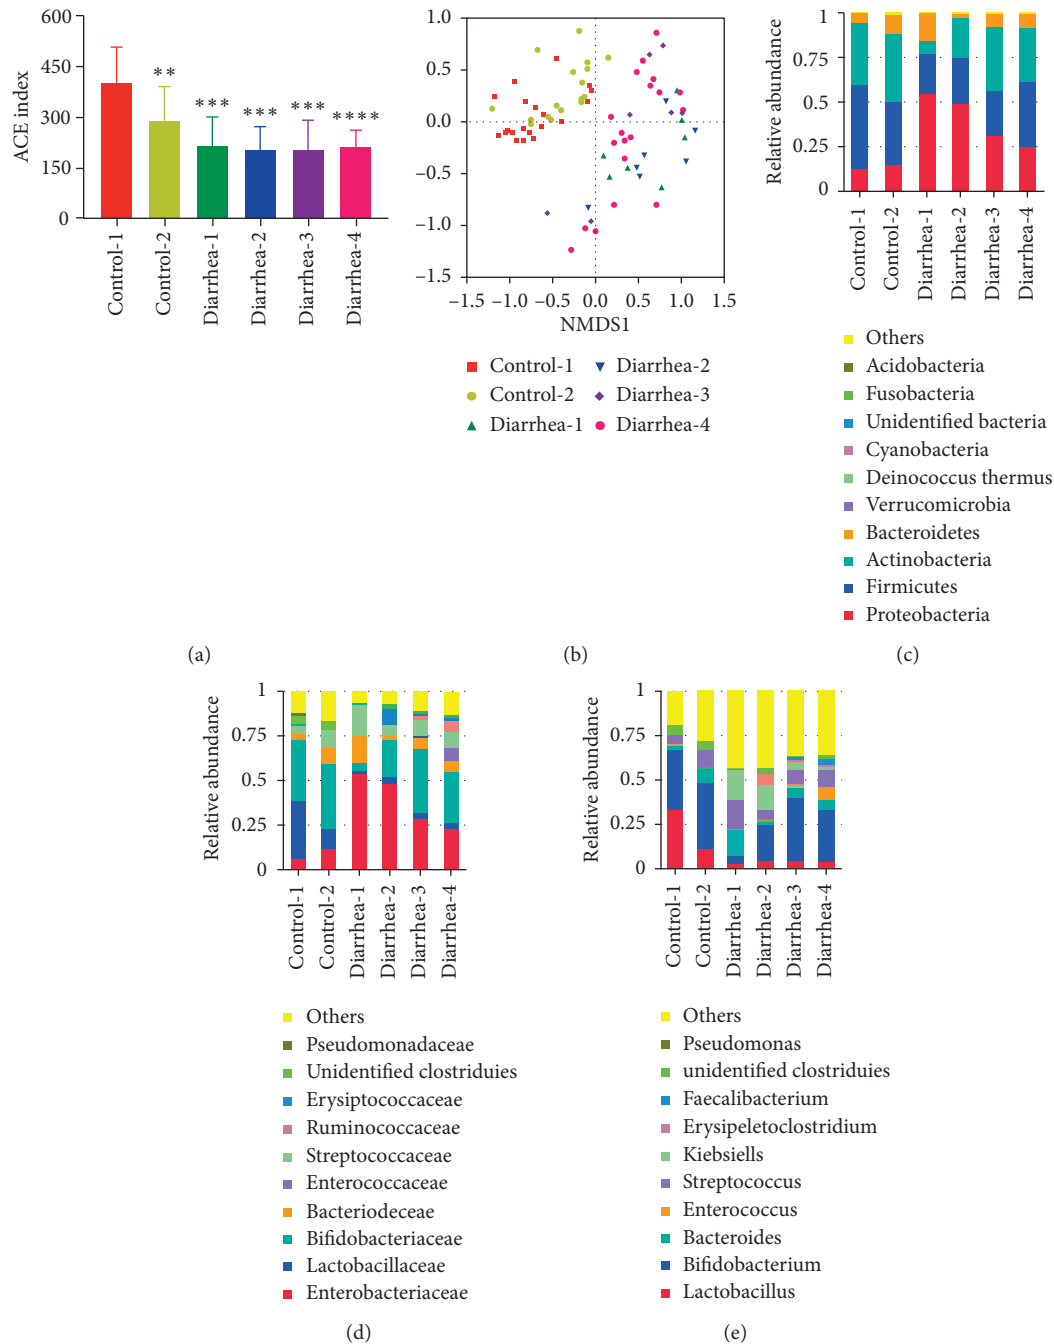 600
450
300
150
0
ACE index
**
***
***
***
****
Control-1
Control-2
Diarrhea-1
Diarrhea-2
Diarrhea-3
Diarrhea-4
(a)
1.0
0.5
0.0
−0.5
−1.0
−1.5
−1.5
−1.0
−0.5
0.0
0.5
1.0
1.5
NMDS1
Control-1
Control-2
Diarrhea-1
Diarrhea-2
Diarrhea-3
Diarrhea-4
(b)
1
0.75
0.5
0.25
0
Relative abundance
Control-1
Control-2
Diarrhea-1
Diarrhea-2
Diarrhea-3
Diarrhea-4
Others
Acidobacteria
Fusobacteria
Unidentified bacteria
Cyanobacteria
Deinococcus thermus
Verrucomicrobia
Bacteroidetes
Actinobacteria
Firmicutes
Proteobacteria
(c)
1
0.75
0.5
0.25
0
Relative abundance
Control-1
Control-2
Diarrhea-1
Diarrhea-2
Diarrhea-3
Diarrhea-4
Others
Pseudomonadaceae
Unidentified clostriduies
Erysiptococcaceae
Ruminococcaceae
Streptococcaceae
Enterococcaceae
Bacteriodeceae
Bifidobacteriaceae
Lactobacillaceae
Enterobacteriaceae
(d)
1
0.75
0.5
0.25
0
Relative abundance
Control-1
Control-2
Diarrhea-1
Diarrhea-2
Diarrhea-3
Diarrhea-4
Others
Pseudomonas
unidentified clostriduies
Faecalibacterium
Erysipeletoclostridium
Kiebsiells
Streptococcus
Enterococcus
Bacteroides
Bifidobacterium
Lactobacillus
(e)